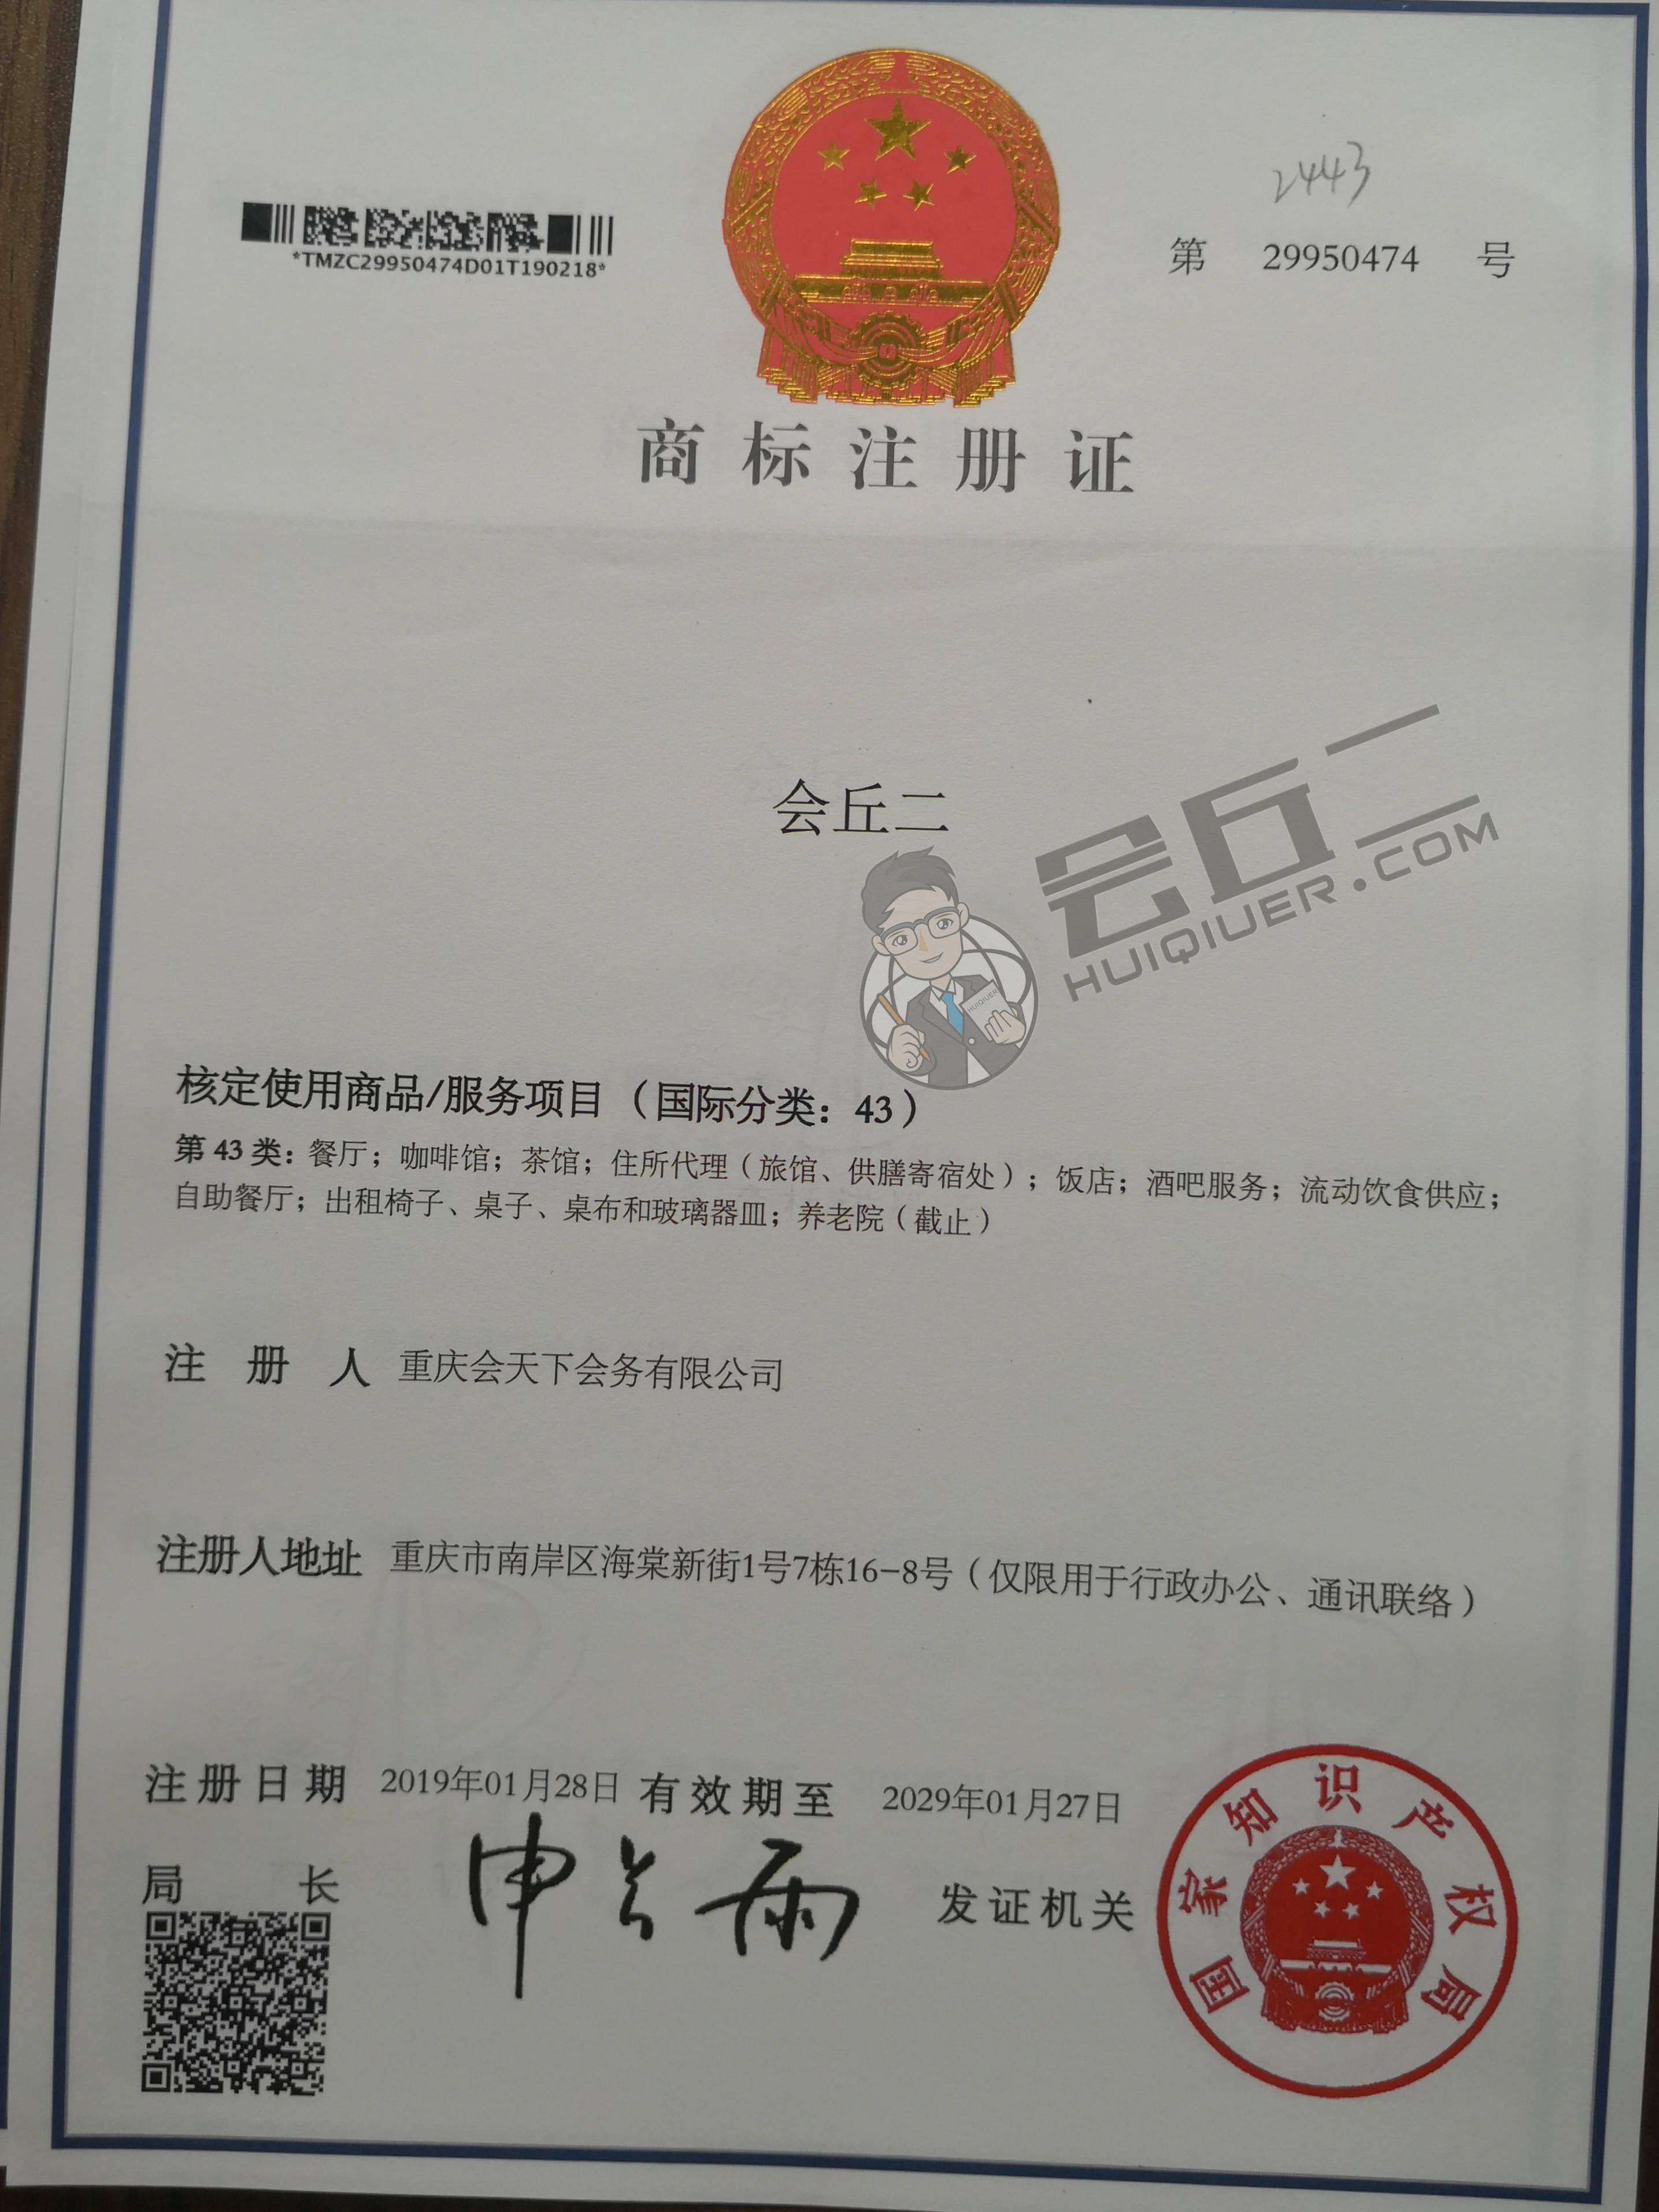 2443
*TMZC29950474D01T190218*
第 29950474 号
商标注册证
会丘二
会丘二
HUIQIUER.COM
HUIQIUER
核定使用商品/服务项目（国际分类：43）
第 43 类：餐厅；咖啡馆；茶馆；住所代理（旅馆、供膳寄宿处）；饭店；酒吧服务；流动饮食供应；
自助餐厅；出租椅子、桌子、桌布和玻璃器皿；养老院（截止）
注 册 人 重庆会天下会务有限公司
注册人地址 重庆市南岸区海棠新街1号7栋16-8号（仅限用于行政办公、通讯联络）
注册日期 2019年01月28日 有效期至 2029年01月27日
局 长 申长雨 发证机关
国家知识产权局